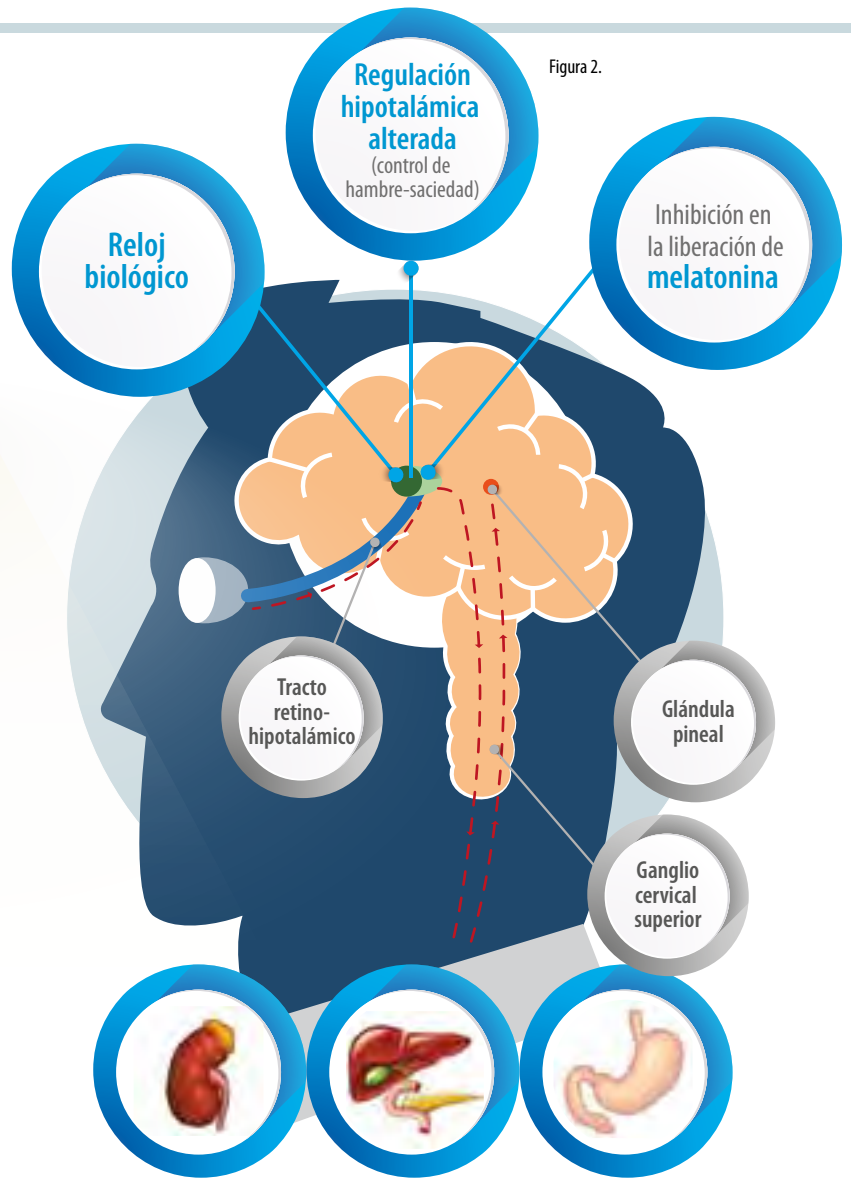 Figura 2.
Regulación
hipotalámica
alterada
(control de
hambre-saciedad)
Reloj
biológico
Inhibición en
la liberación de
melatonina
Tracto
retino-
hipotalámico
Glándula
pineal
Ganglio
cervical
superior